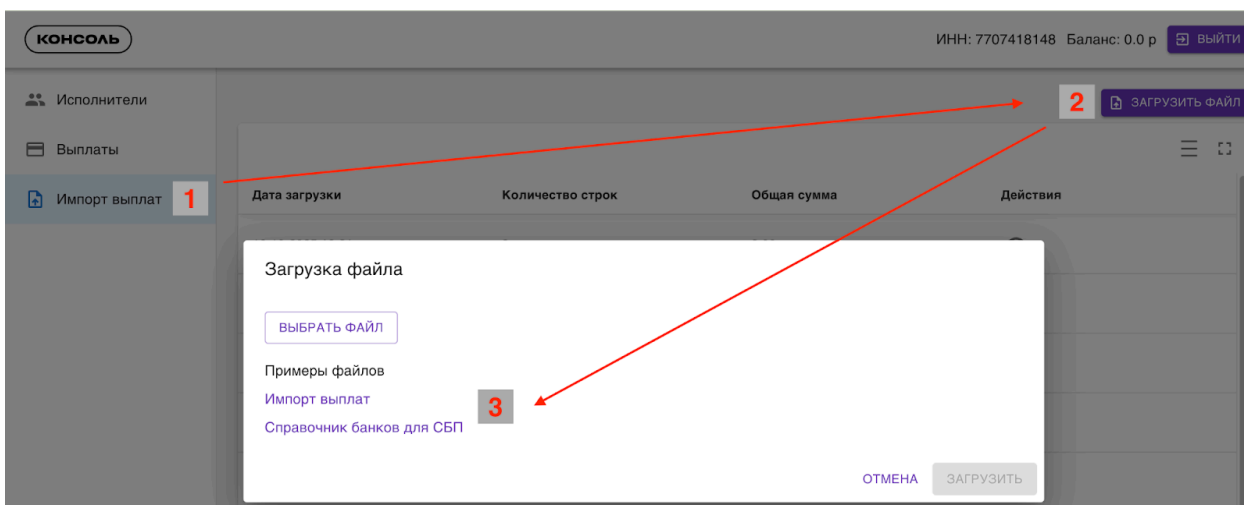 КОНСОЛЬ
ИНН: 7707418148 Баланс: 0.0 р ВЫЙТИ
Исполнители
2 ЗАГРУЗИТЬ ФАЙЛ
Выплаты
Импорт выплат 1
Дата загрузки Количество строк Общая сумма Действия
Загрузка файла
ВЫБРАТЬ ФАЙЛ
Примеры файлов
Импорт выплат
3
Справочник банков для СБП
ОТМЕНА ЗАГРУЗИТЬ